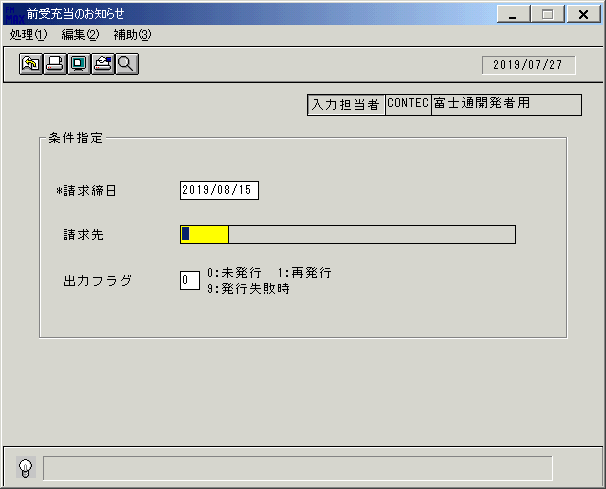 前受充当のお知らせ
処理(1) 編集(2) 補助(3)
2019/07/27
入力担当者 CONTEC 富士通開発者用
条件指定
*請求締日 2019/08/15
請求先
出力フラグ 0 0:未発行 1:再発行
9:発行失敗時